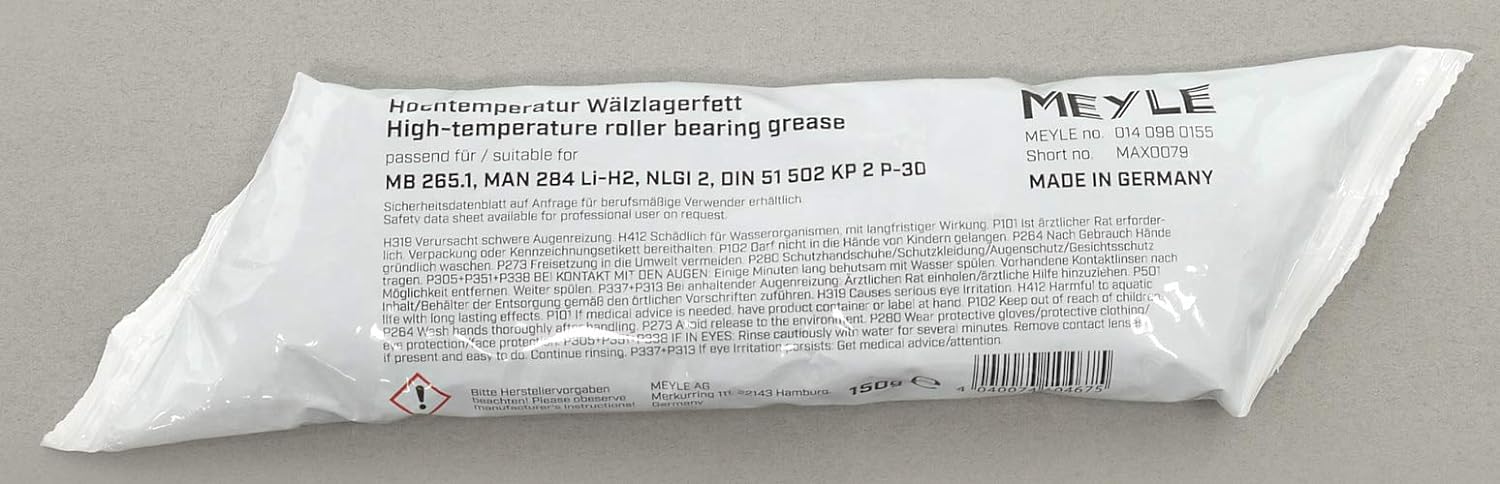 Hochtemperatur Wälzlagerfett
High-temperature roller bearing grease
passend für / suitable for
MB 265.1, MAN 284 Li-H2, NLGI 2, DIN 51 502 KP 2 P-30
Sicherheitsdatenblatt auf Anfrage für berufsmäßige Verwender erhältlich
Safety data sheet available for professional user on request.
MEYLE
MEYLE no. 014 098 0155
Short no. MAX0079
MADE IN GERMANY
H319 Verursacht schwere Augenreizung. H412 Schädlich für Wasserorganismen, mit langfristiger Wirkung. P101 Ist ärztlicher Rat erforder-
lich, Verpackung oder Kennzeichnungsetikett bereithalten. P102 Darf nicht in die Hände von Kindern gelangen. P264 Nach Gebrauch Hände
gründlich waschen. P273 Freisetzung in die Umwelt vermeiden. P280 Schutzhandschuhe/Schutzkleidung/Augenschutz/Gesichtsschutz
tragen. P305+P351+P338 BEI KONTAKT MIT DEN AUGEN: Einige Minuten lang behutsam mit Wasser spülen. Vorhandene Kontaktlinsen nach
Möglichkeit entfernen. Weiter spülen. P337+P313 Bei anhaltender Augenreizung: Ärztlichen Rat einholen/ärztliche Hilfe hinzuziehen. P501
Inhalt/Behälter der Entsorgung gemäß den örtlichen Vorschriften zuführen. H319 Causes serious eye irritation. H412 Harmful to aquatic
life with long lasting effects. P101 If medical advice is needed, have product container or label at hand. P102 Keep out of reach of children.
P264 Wash hands thoroughly after handling. P273 Avoid release to the environment. P280 Wear protective gloves/protective clothing/
eye protection/face protection. P305+P351+P338 IF IN EYES: Rinse cautiously with water for several minutes. Remove contact lenses
if present and easy to do. Continue rinsing. P337+P313 If eye irritation persists: Get medical advice/attention.
Bitte Herstellervorgaben
beachten! Please observe
manufacturer's instructions!
MEYLE AG
Merkurring 111, 22143 Hamburg,
Germany
150g ℮